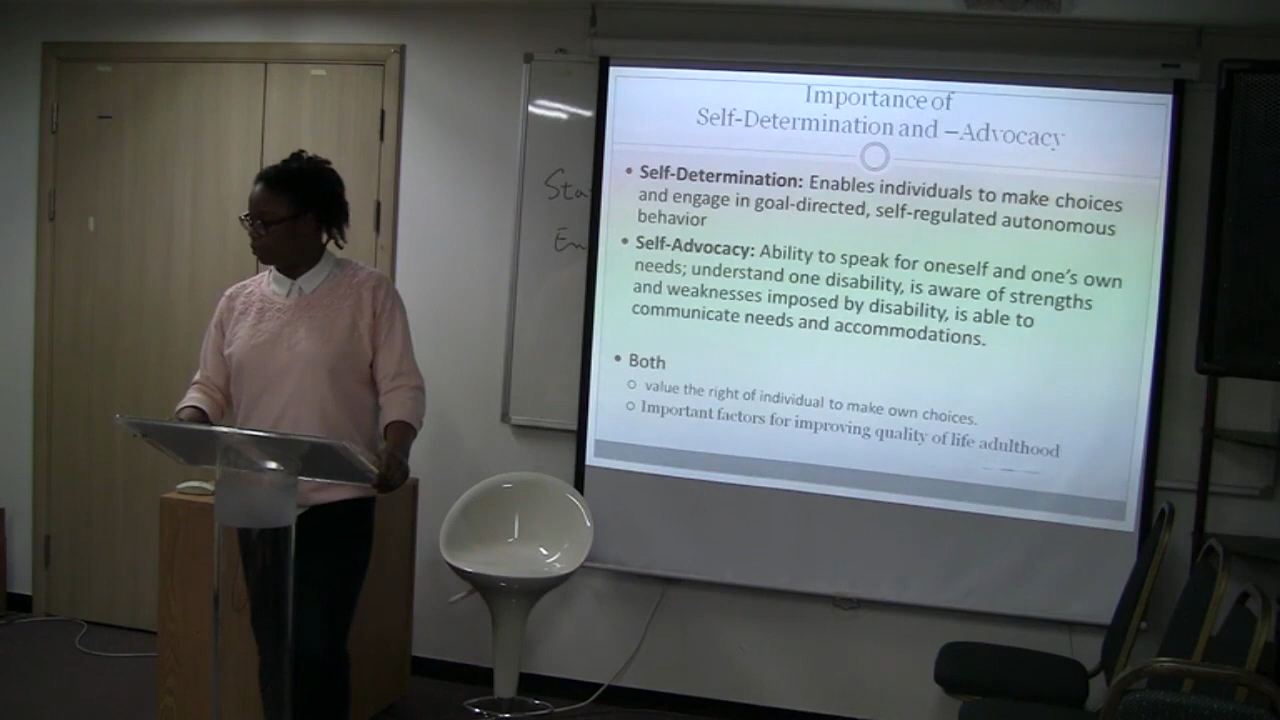 Importance of
Self-Determination and –Advocacy
• Self-Determination: Enables individuals to make choices
and engage in goal-directed, self-regulated autonomous
behavior
• Self-Advocacy: Ability to speak for oneself and one's own
needs; understand one disability, is aware of strengths
and weaknesses imposed by disability, is able to
communicate needs and accommodations.
• Both
○ value the right of individual to make own choices.
○ Important factors for improving quality of life adulthood